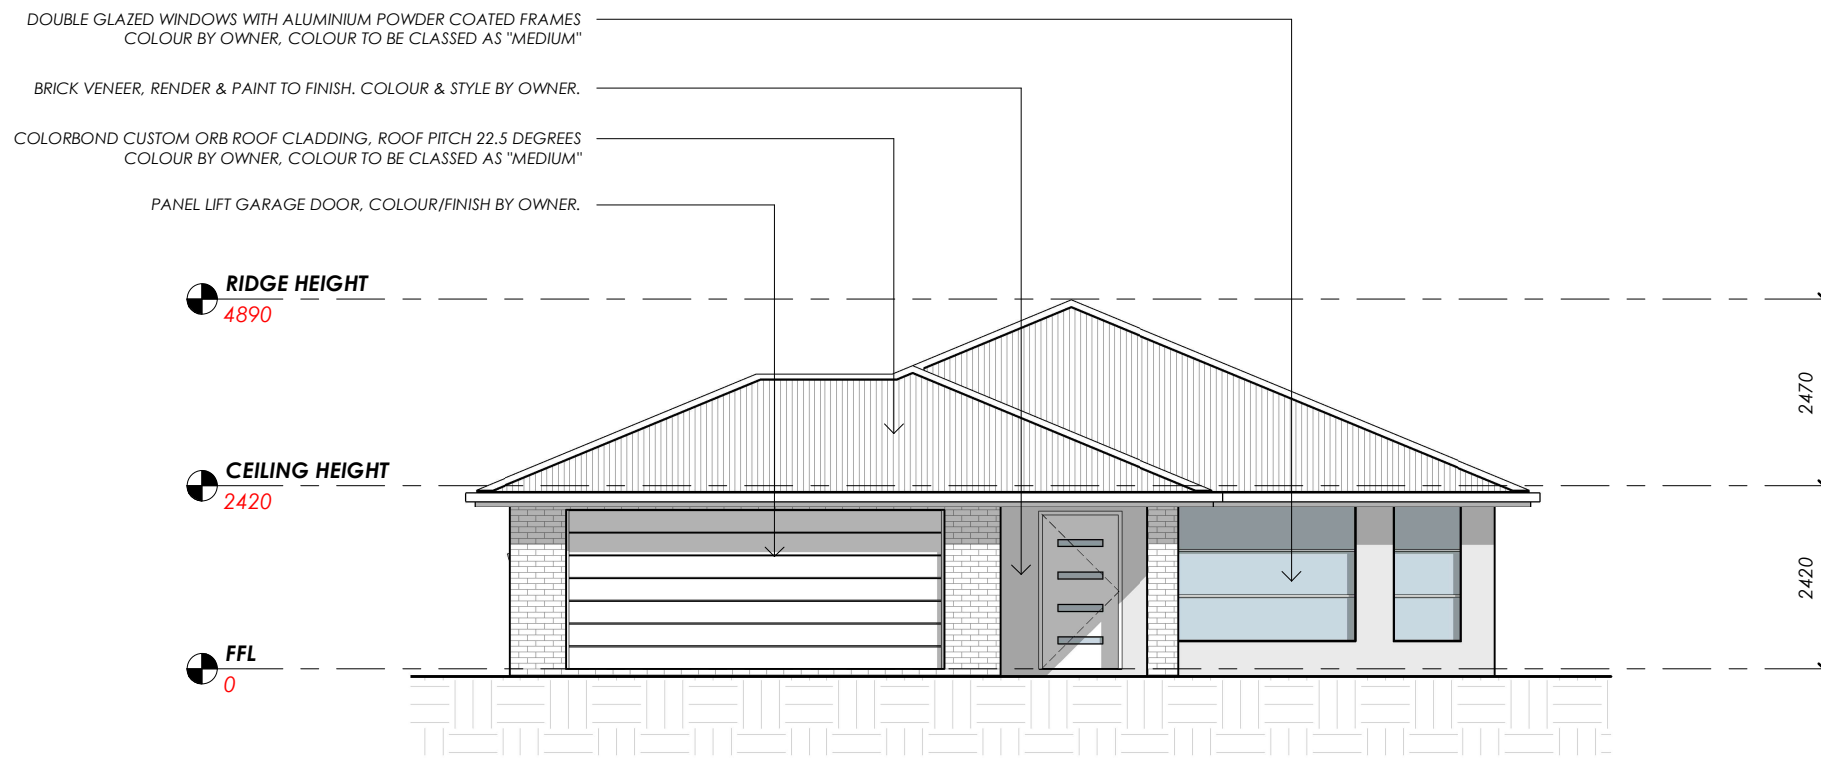 DOUBLE GLAZED WINDOWS WITH ALUMINIUM POWDER COATED FRAMES
COLOUR BY OWNER, COLOUR TO BE CLASSED AS "MEDIUM"
BRICK VENEER, RENDER & PAINT TO FINISH. COLOUR & STYLE BY OWNER.
COLORBOND CUSTOM ORB ROOF CLADDING, ROOF PITCH 22.5 DEGREES
COLOUR BY OWNER, COLOUR TO BE CLASSED AS "MEDIUM"
PANEL LIFT GARAGE DOOR, COLOUR/FINISH BY OWNER.
RIDGE HEIGHT
4890
2470
CEILING HEIGHT
2420
2420
FFL
0